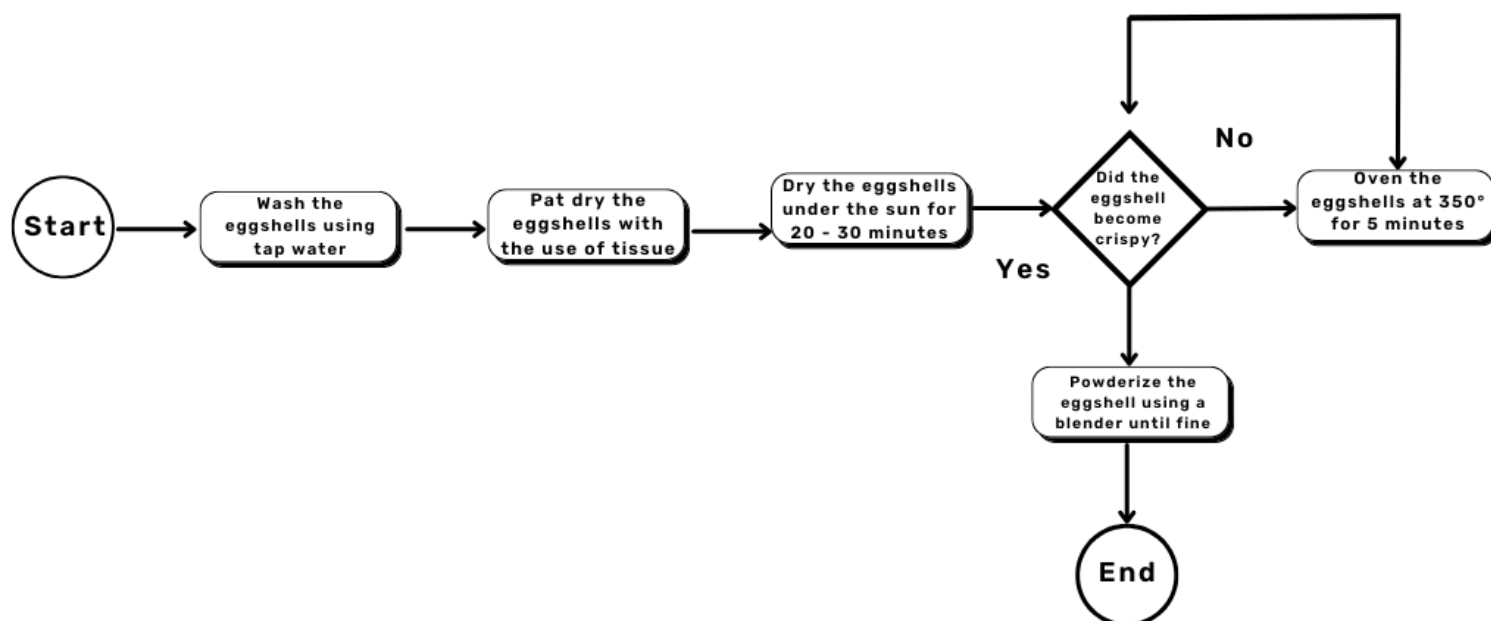 Start
Wash the
eggshells using
tap water
Pat dry the
eggshells with
the use of tissue
Dry the eggshells
under the sun for
20 - 30 minutes
Did the
eggshell
become
crispy?
No
Oven the
eggshells at 350°
for 5 minutes
Yes
Powderize the
eggshell using a
blender until fine
End